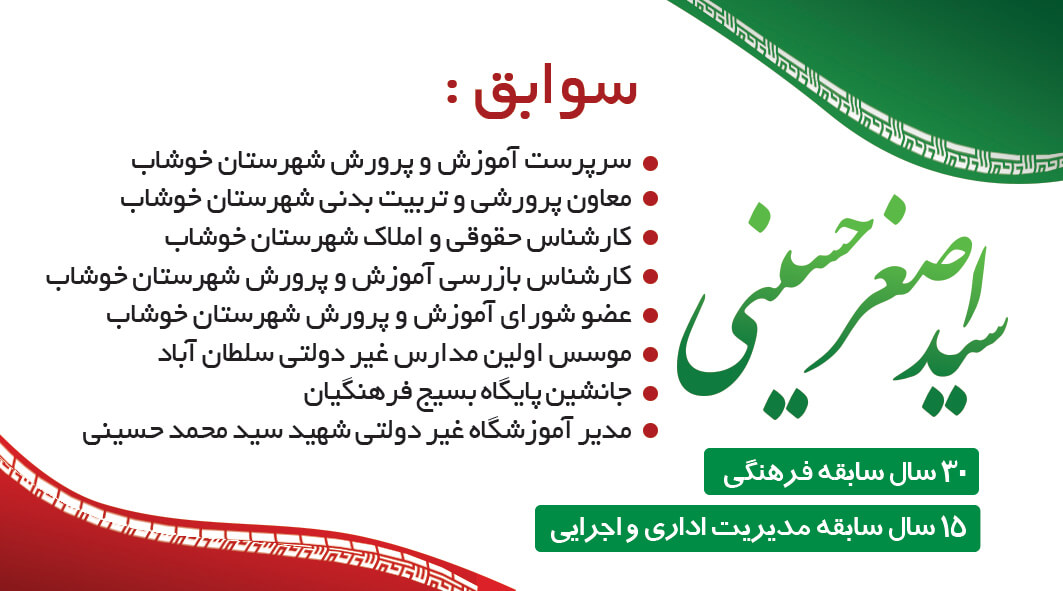 سوابق :
سرپرست آموزش و پرورش شهرستان خوشاب
معاون پرورشی و تربیت بدنی شهرستان خوشاب
کارشناس حقوقی و املاک شهرستان خوشاب
کارشناس بازرسی آموزش و پرورش شهرستان خوشاب
عضو شورای آموزش و پرورش شهرستان خوشاب
موسس اولین مدارس غیر دولتی سلطان آباد
جانشین پایگاه بسیج فرهنگیان
مدیر آموزشگاه غیر دولتی شهید سید محمد حسینی
سید اصغر حسینی
۳۰ سال سابقه فرهنگی
۱۵ سال سابقه مدیریت اداری و اجرایی